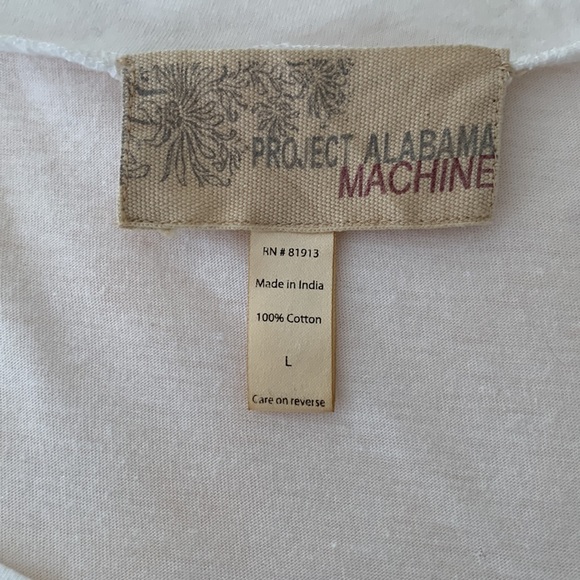 PROJECT ALABAMA
MACHINE
RN # 81913
Made in India
100% Cotton
L
Care on reverse